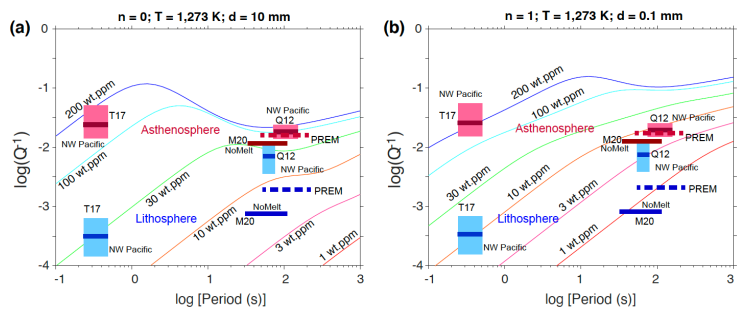 n = 0; T = 1,273 K; d = 10 mm
(a)
0
-1
-2
-3
-4
log(Q⁻¹)
-1
0
1
2
3
log [Period (s)]
200 wt.ppm
100 wt.ppm
30 wt.ppm
10 wt.ppm
3 wt.ppm
1 wt.ppm
T17
NW Pacific
Asthenosphere
NW Pacific
Q12
PREM
M20
NoMelt
Q12
NW Pacific
PREM
Lithosphere
NoMelt
M20
T17
NW Pacific
n = 1; T = 1,273 K; d = 0.1 mm
(b)
0
-1
-2
-3
-4
log(Q⁻¹)
-1
0
1
2
3
log [Period (s)]
200 wt.ppm
100 wt.ppm
30 wt.ppm
10 wt.ppm
3 wt.ppm
1 wt.ppm
T17
NW Pacific
Asthenosphere
Q12
NW Pacific
PREM
M20
NoMelt
Q12
NW Pacific
PREM
Lithosphere
NoMelt
M20
T17
NW Pacific